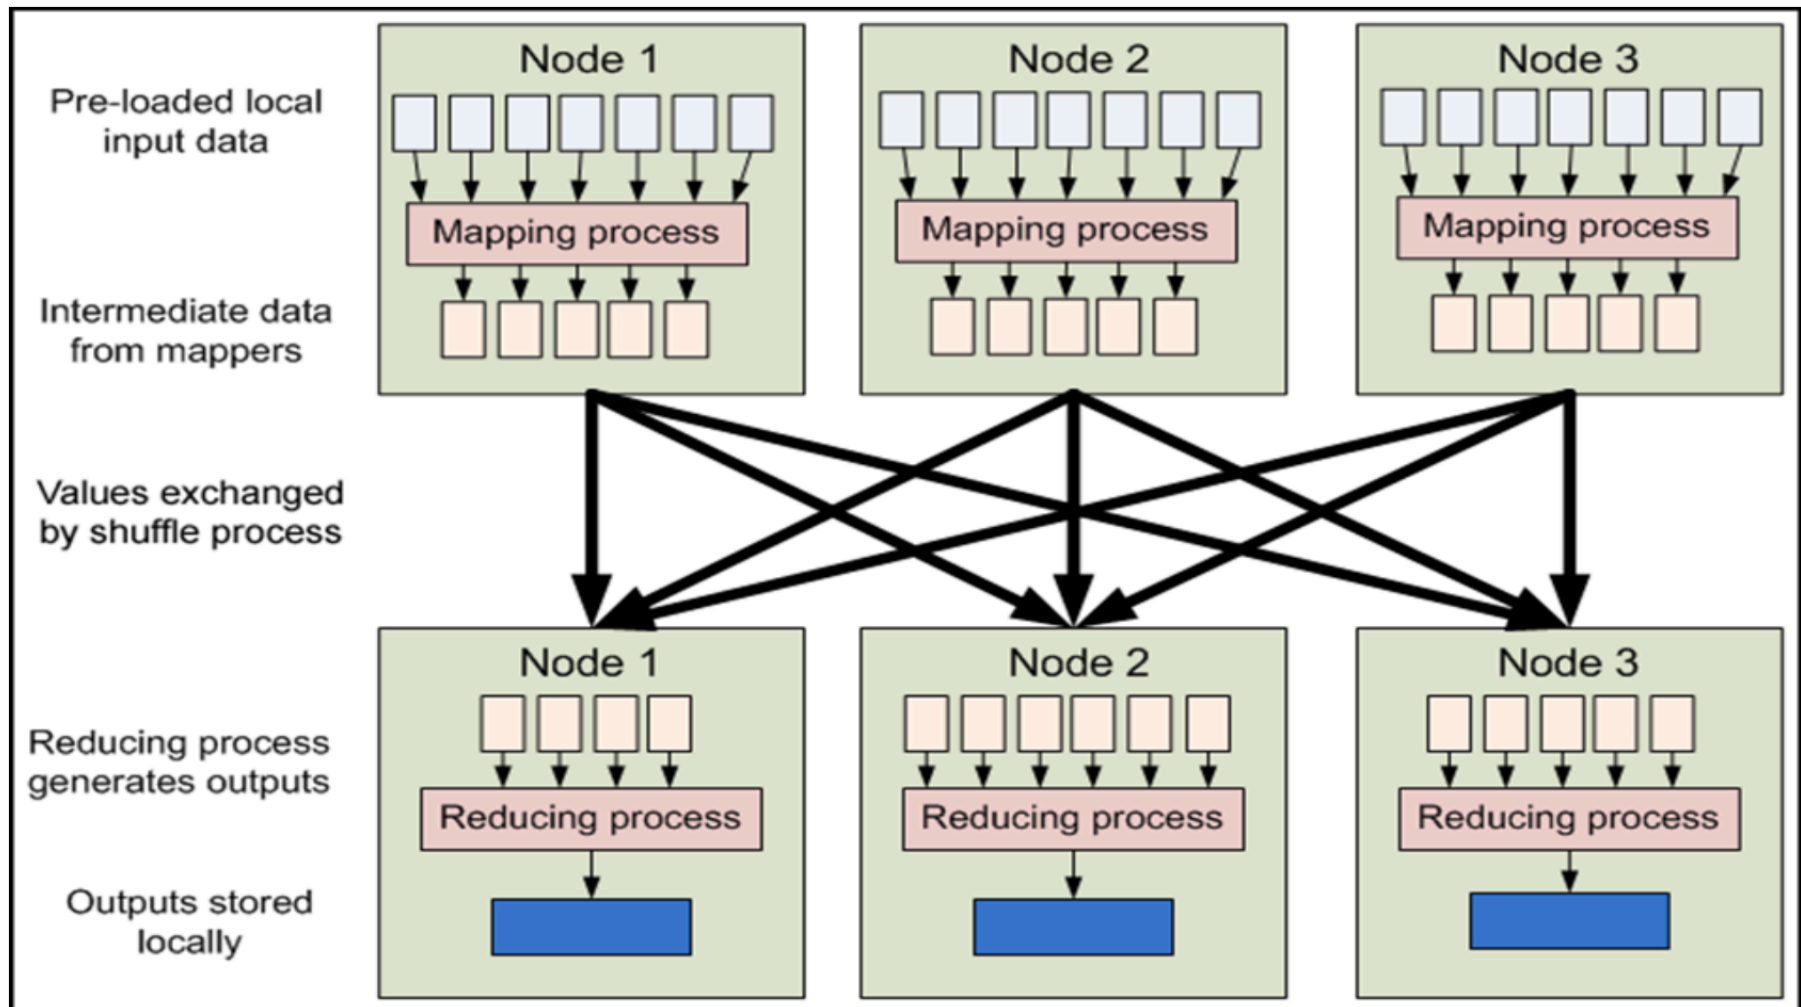 Node 1
Node 2
Node 3
Pre-loaded local
input data
Mapping process
Mapping process
Mapping process
Intermediate data
from mappers
Values exchanged
by shuffle process
Node 1
Node 2
Node 3
Reducing process
generates outputs
Reducing process
Reducing process
Reducing process
Outputs stored
locally